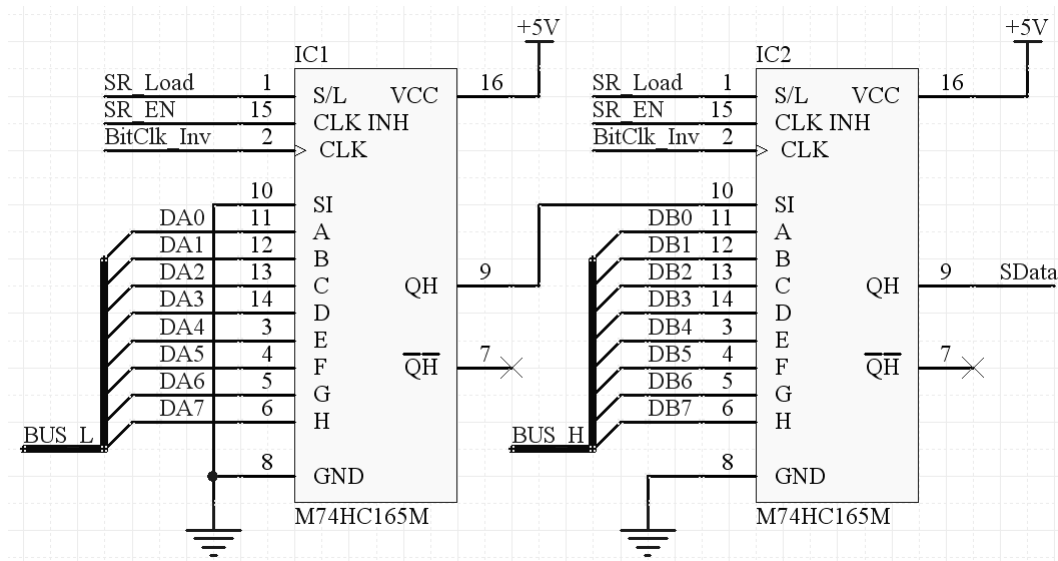 +5V
+5V
IC1
IC2
SR_Load 1 S/L VCC 16
SR_EN 15 CLK INH
BitClk_Inv 2 CLK
10 SI
DA0 11 A
DA1 12 B
DA2 13 C QH 9
DA3 14 D
DA4 3 E
DA5 4 F Q̅H̅ 7
DA6 5 G
DA7 6 H
BUS_L
8 GND
M74HC165M
SR_Load 1 S/L VCC 16
SR_EN 15 CLK INH
BitClk_Inv 2 CLK
10 SI
DB0 11 A
DB1 12 B
DB2 13 C QH 9 SData
DB3 14 D
DB4 3 E
DB5 4 F Q̅H̅ 7
DB6 5 G
DB7 6 H
BUS_H
8 GND
M74HC165M